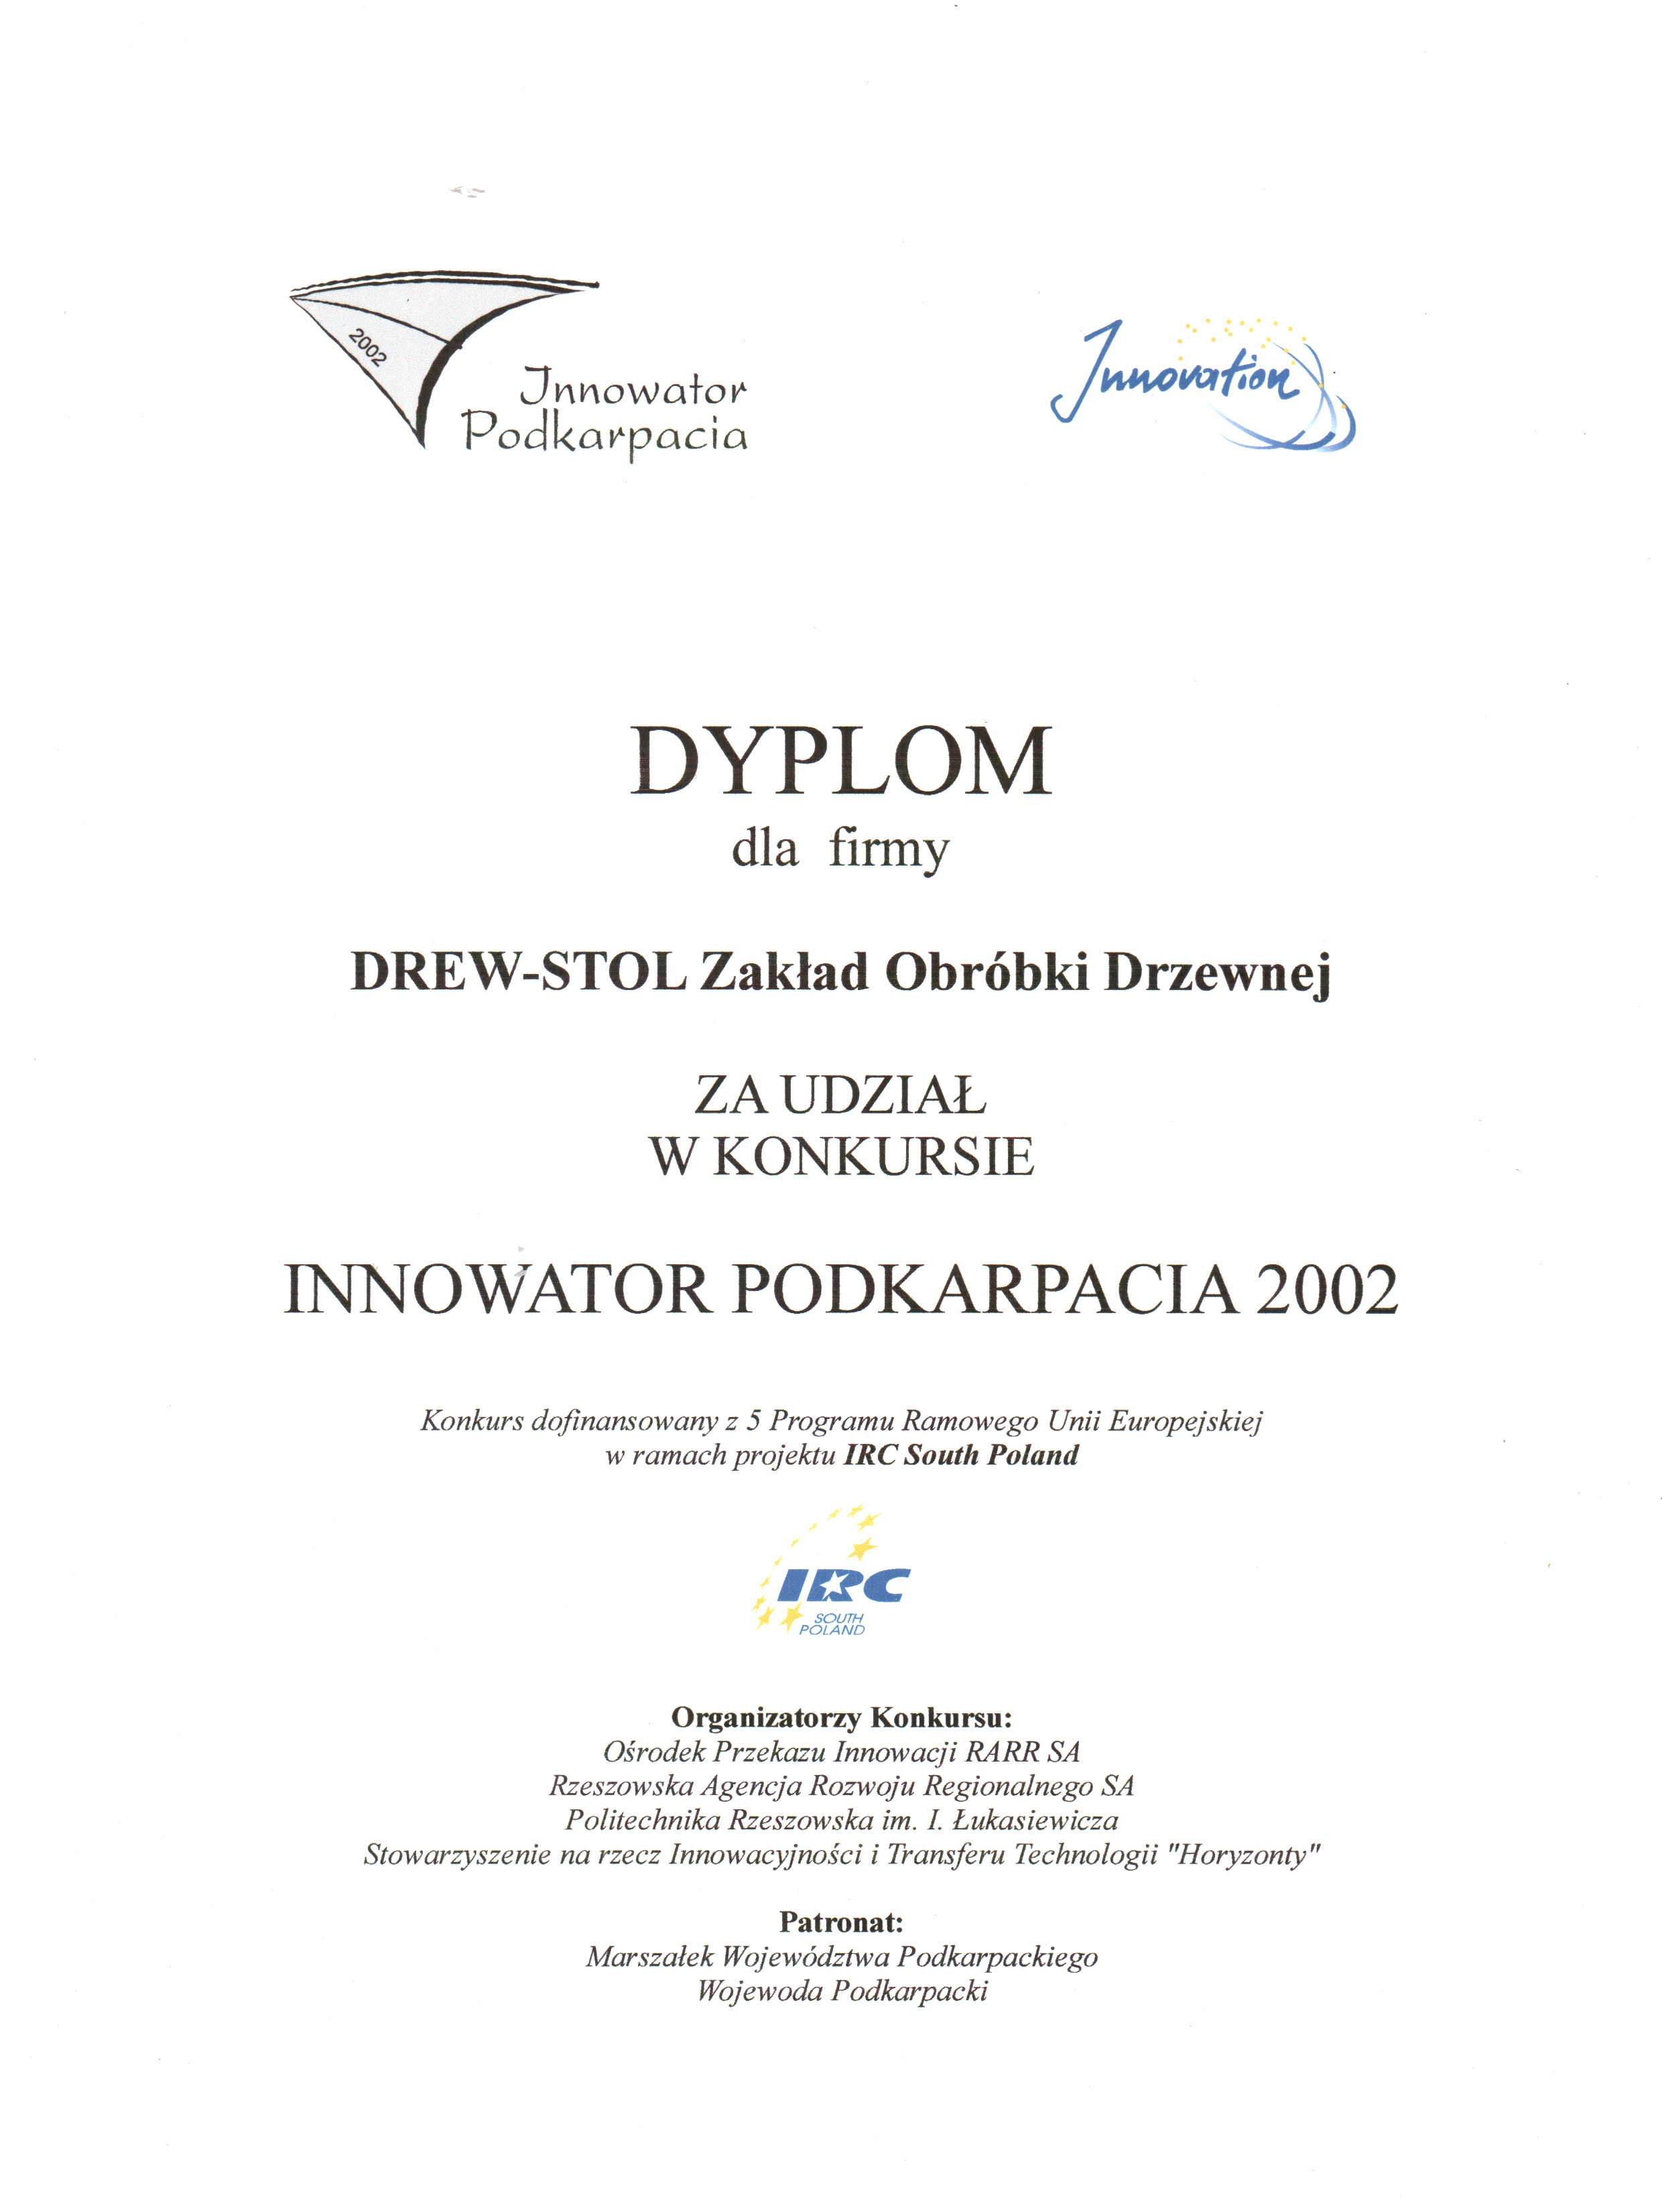 2002
Innowator
Podkarpacia
Innovation
DYPLOM
dla firmy
DREW-STOL Zakład Obróbki Drzewnej
ZA UDZIAŁ
W KONKURSIE
INNOWATOR PODKARPACIA 2002
Konkurs dofinansowany z 5 Programu Ramowego Unii Europejskiej
w ramach projektu IRC South Poland
IRC
SOUTH
POLAND
Organizatorzy Konkursu:
Ośrodek Przekazu Innowacji RARR SA
Rzeszowska Agencja Rozwoju Regionalnego SA
Politechnika Rzeszowska im. I. Łukasiewicza
Stowarzyszenie na rzecz Innowacyjności i Transferu Technologii "Horyzonty"
Patronat:
Marszałek Województwa Podkarpackiego
Wojewoda Podkarpacki